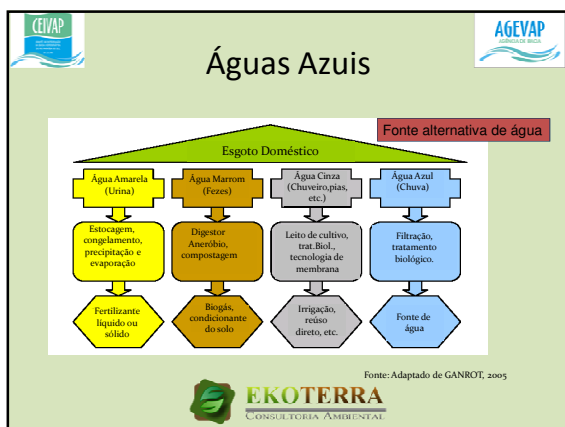 CEIVAP
AGEVAP
AGÊNCIA DE BACIA
Águas Azuis
Fonte alternativa de água
Esgoto Doméstico
Água Amarela
(Urina)
Água Marrom
(Fezes)
Água Cinza
(Chuveiro,pias,
etc.)
Água Azul
(Chuva)
Estocagem,
congelamento,
precipitação e
evaporação
Digestor
Aneróbio,
compostagem
Leito de cultivo,
trat.Biol.,
tecnologia de
membrana
Filtração,
tratamento
biológico.
Fertilizante
líquido ou
sólido
Biogás,
condicionante
do solo
Irrigação,
reúso
direto, etc.
Fonte de
água
Fonte: Adaptado de GANROT, 2005
EKOTERRA
CONSULTORIA AMBIENTAL